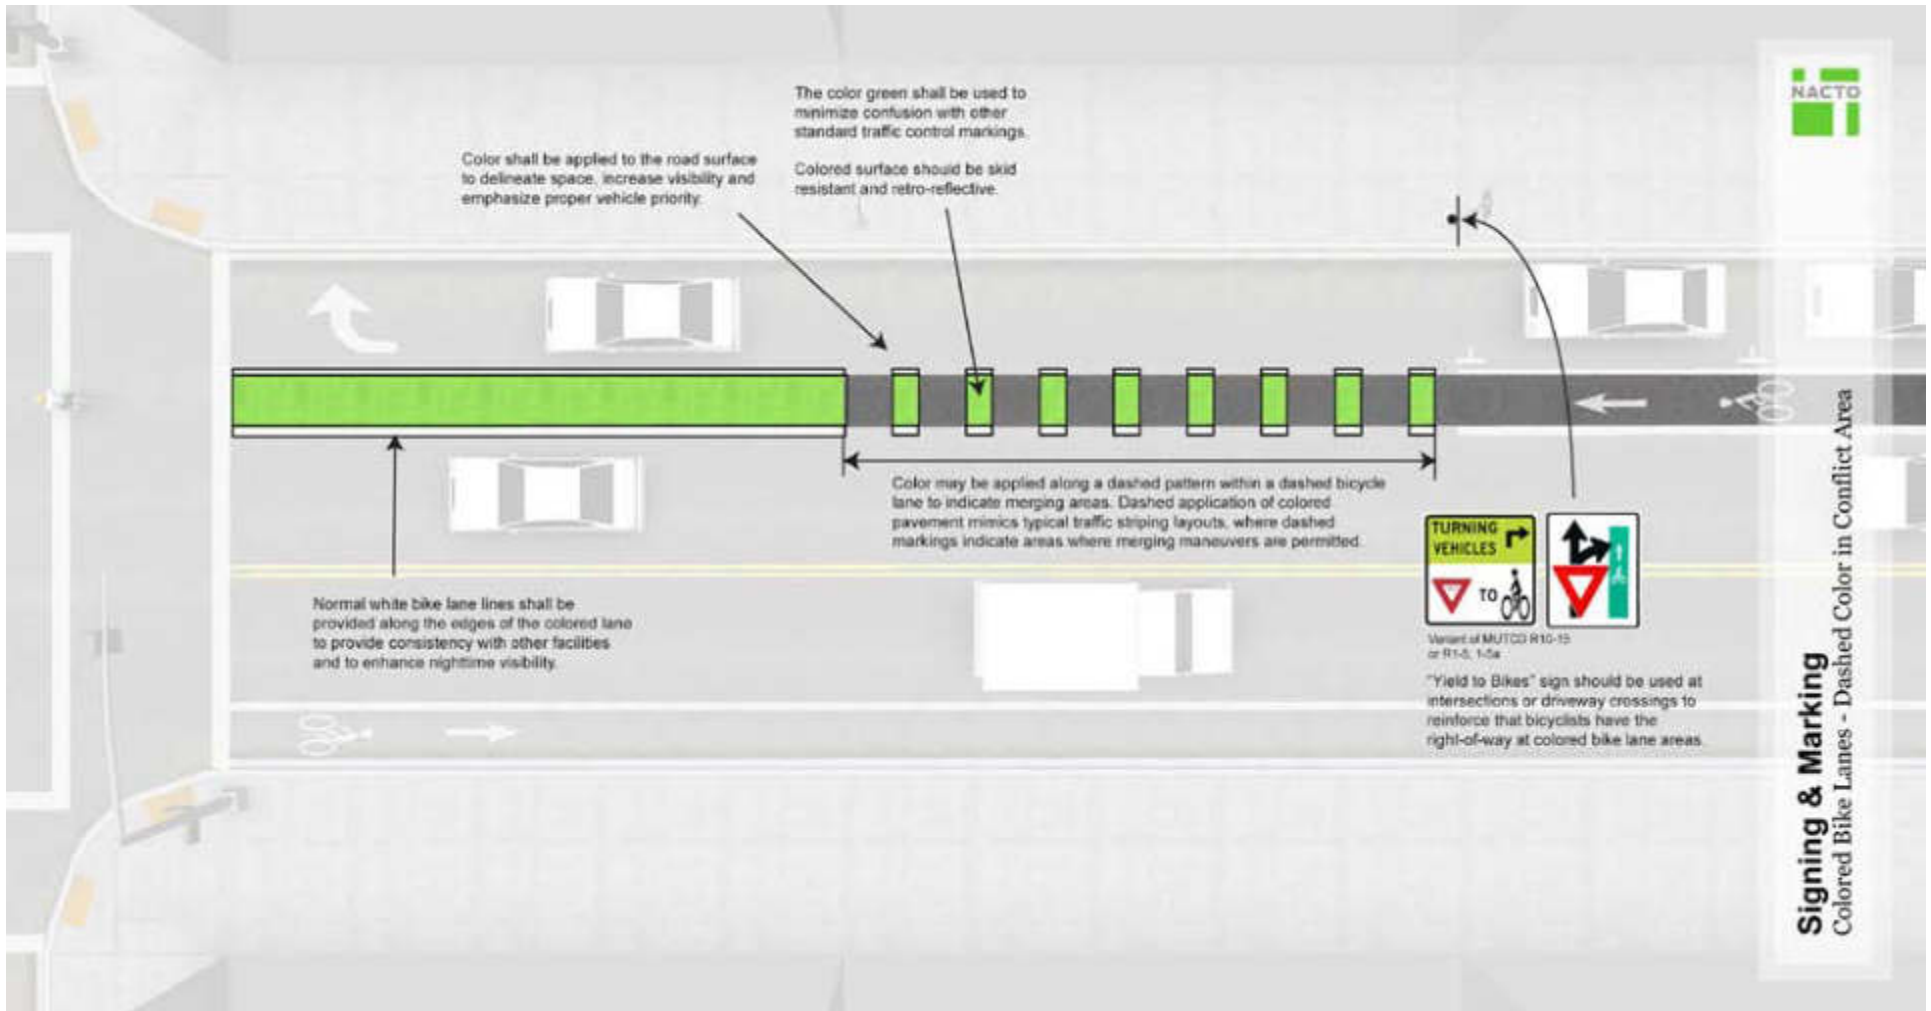 NACTO
The color green shall be used to
minimize confusion with other
standard traffic control markings.
Colored surface should be skid
resistant and retro-reflective.
Color shall be applied to the road surface
to delineate space, increase visibility and
emphasize proper vehicle priority.
Color may be applied along a dashed pattern within a dashed bicycle
lane to indicate merging areas. Dashed application of colored
pavement mimics typical traffic striping layouts, where dashed
markings indicate areas where merging maneuvers are permitted.
Normal white bike lane lines shall be
provided along the edges of the colored lane
to provide consistency with other facilities
and to enhance nighttime visibility.
TURNING
VEHICLES
TO
Variant of MUTCD R10-15
or R1-5, 1-5a
"Yield to Bikes" sign should be used at
intersections or driveway crossings to
reinforce that bicyclists have the
right-of-way at colored bike lane areas.
Signing & Marking
Colored Bike Lanes - Dashed Color in Conflict Area